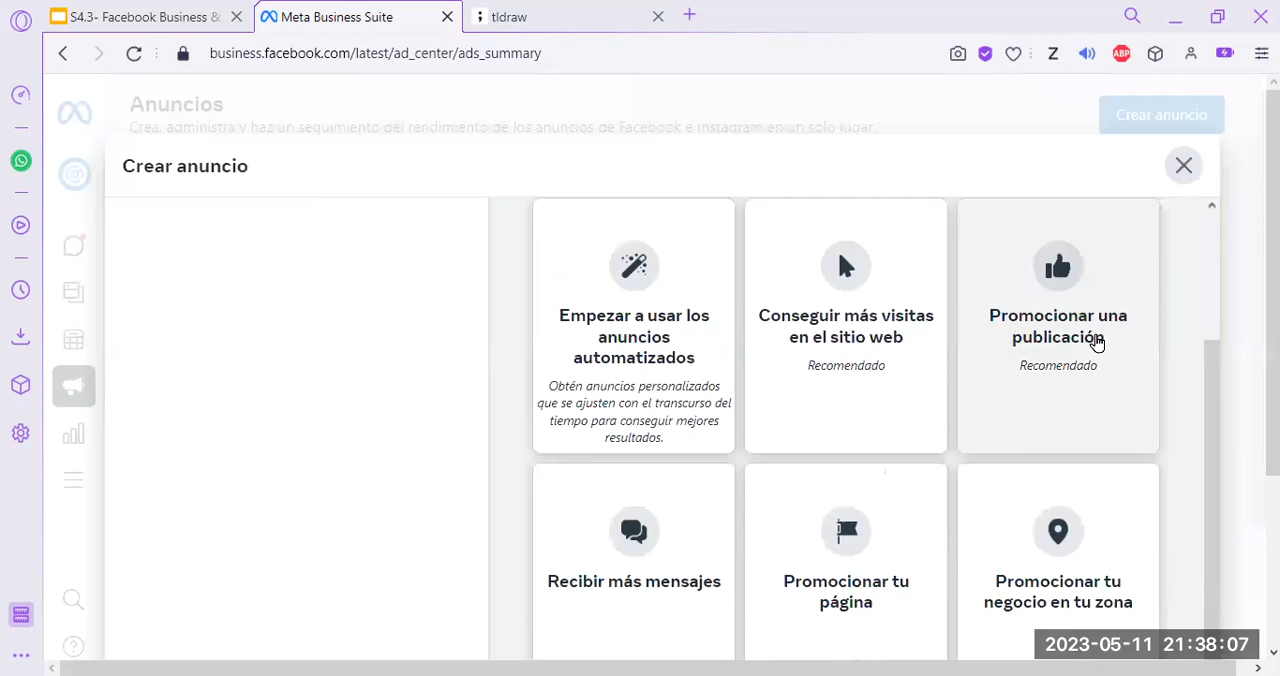 S4.3- Facebook Business &
Meta Business Suite
tldraw
business.facebook.com/latest/ad_center/ads_summary
Z
ABP
Anuncios
Crea, administra y haz un seguimiento del rendimiento de los anuncios de Facebook e Instagram en un solo lugar.
Crear anuncio
Crear anuncio
Empezar a usar los
anuncios
automatizados
Obtén anuncios personalizados
que se ajusten con el transcurso del
tiempo para conseguir mejores
resultados.
Conseguir más visitas
en el sitio web
Recomendado
Promocionar una
publicación
Recomendado
Recibir más mensajes
Promocionar tu
página
Promocionar tu
negocio en tu zona
2023-05-11 21:38:07